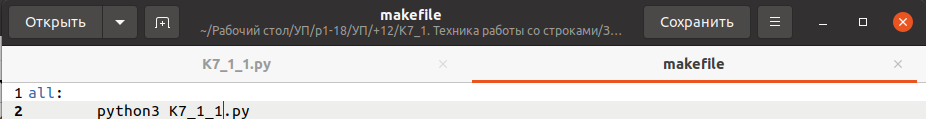 Открыть
makefile
~/Рабочий стол/УП/р1-18/УП/+12/К7_1. Техника работы со строками/З…
Сохранить
K7_1_1.py
makefile
1 all:
2 python3 K7_1_1.py